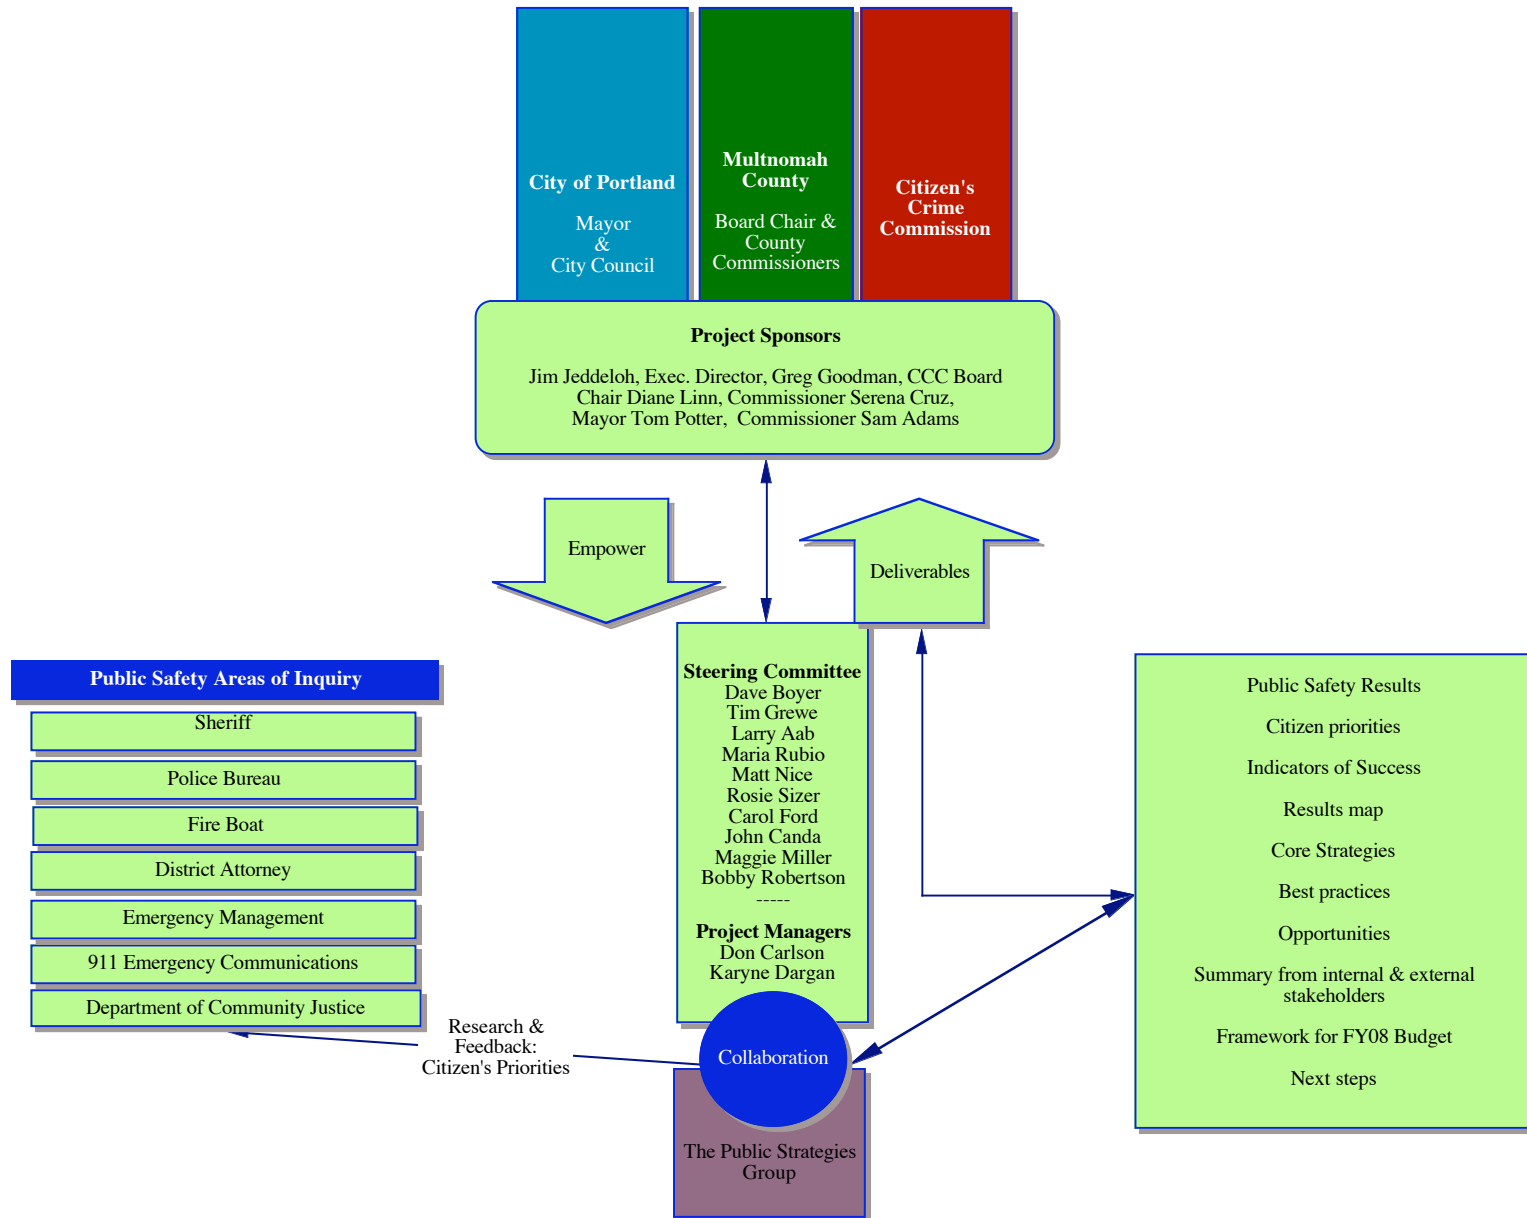 City of Portland
Mayor
&
City Council
Multnomah
County
Board Chair &
County
Commissioners
Citizen's
Crime
Commission
Project Sponsors
Jim Jeddeloh, Exec. Director, Greg Goodman, CCC Board
Chair Diane Linn, Commissioner Serena Cruz,
Mayor Tom Potter,  Commissioner Sam Adams
Empower
Deliverables
Public Safety Areas of Inquiry
Sheriff
Police Bureau
Fire Boat
District Attorney
Emergency Management
911 Emergency Communications
Department of Community Justice
Steering Committee
Dave Boyer
Tim Grewe
Larry Aab
Maria Rubio
Matt Nice
Rosie Sizer
Carol Ford
John Canda
Maggie Miller
Bobby Robertson
-----
Project Managers
Don Carlson
Karyne Dargan
Public Safety Results
Citizen priorities
Indicators of Success
Results map
Core Strategies
Best practices
Opportunities
Summary from internal & external
stakeholders
Framework for FY08 Budget
Next steps
Research &
Feedback:
Citizen's Priorities
Collaboration
The Public Strategies
Group